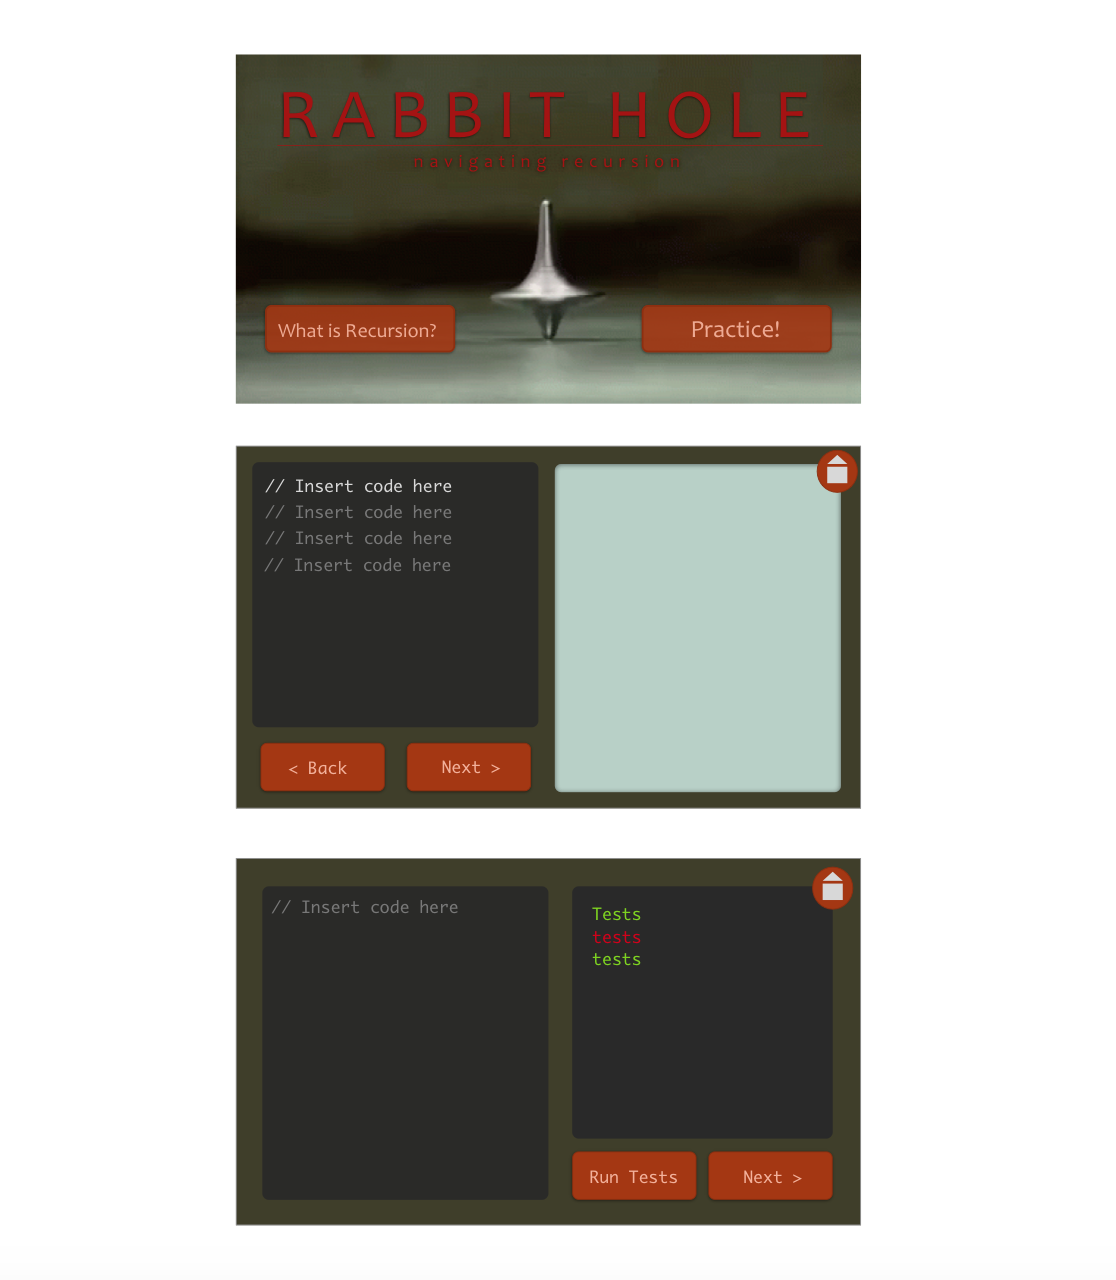 RABBIT HOLE
navigating recursion
What is Recursion?
Practice!
// Insert code here
// Insert code here
// Insert code here
// Insert code here
< Back
Next >
// Insert code here
Tests
tests
tests
Run Tests
Next >